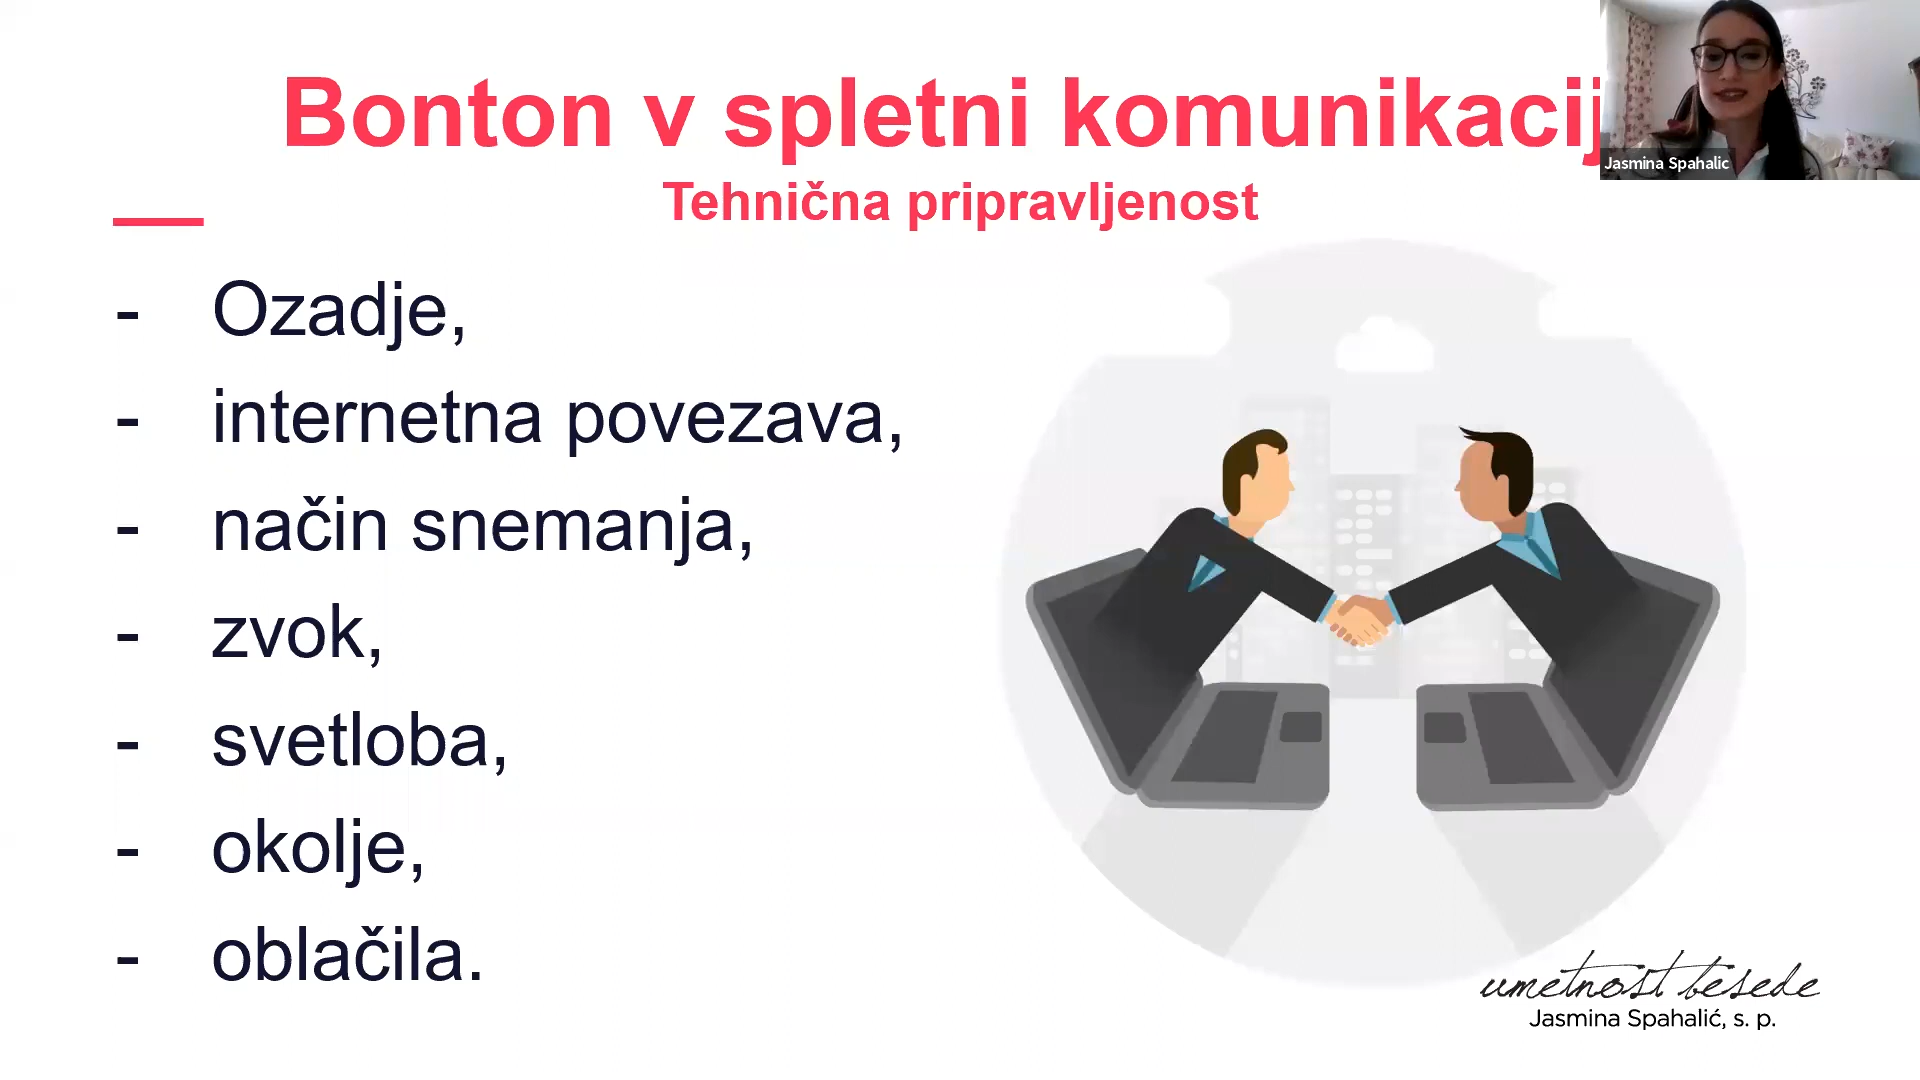 Bonton v spletni komunikacij
Jasmina Spahalic
Tehnična pripravljenost
- Ozadje,
- internetna povezava,
- način snemanja,
- zvok,
- svetloba,
- okolje,
- oblačila.
umetnost besede
Jasmina Spahalić, s. p.